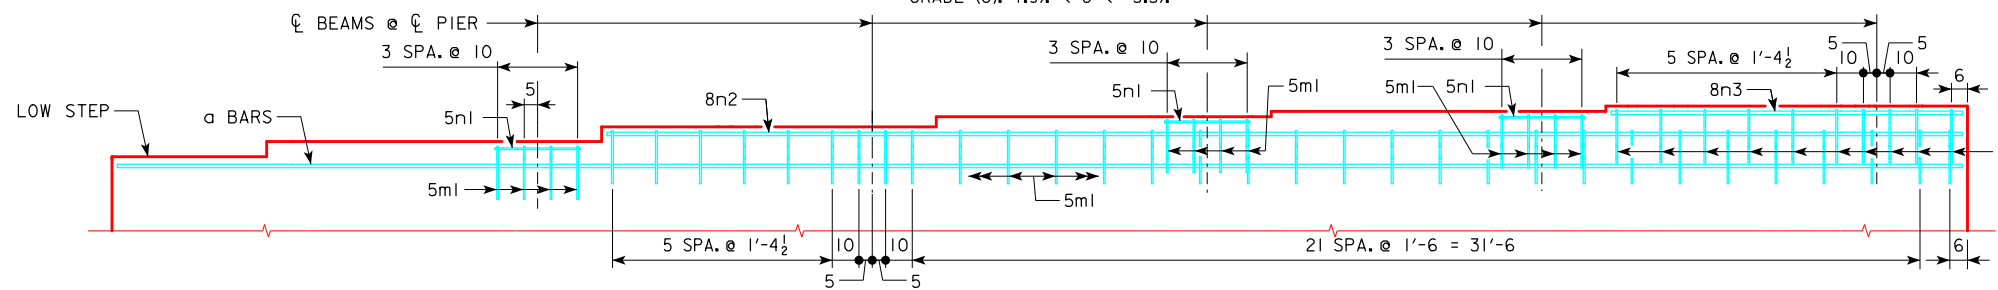 ℄ BEAMS @ ℄ PIER
3 SPA. @ 10
3 SPA. @ 10
3 SPA. @ 10
5 SPA. @ 1'-4½
5
5
10
10
6
5
LOW STEP
a BARS
5n1
8n2
5n1
5m1
5m1
5n1
8n3
5m1
5m1
5 SPA. @ 1'-4½
10
10
21 SPA. @ 1'-6 = 31'-6
6
5
5